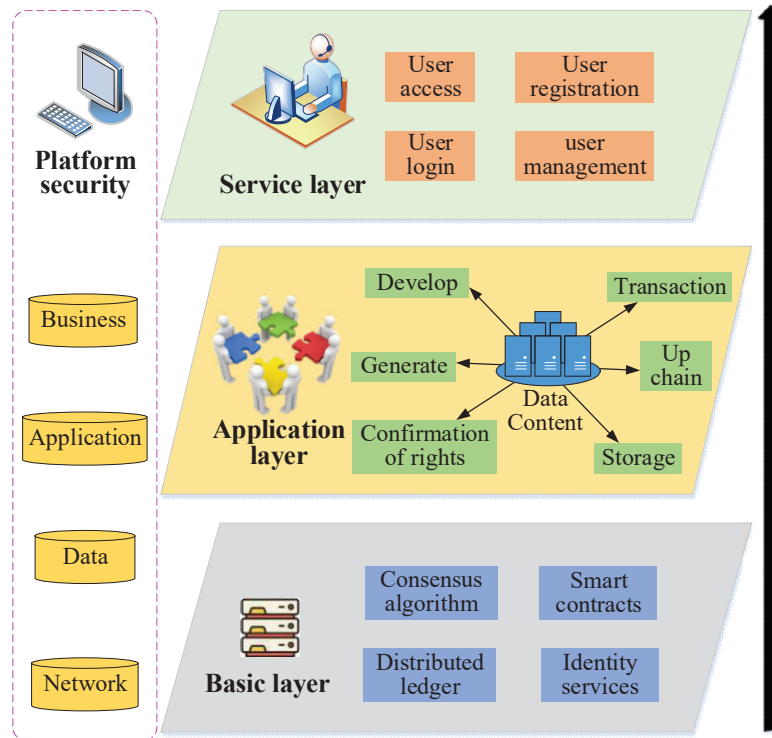 Platform
security
Business
Application
Data
Network
Service layer
User
access
User
registration
User
login
user
management
Application
layer
Develop
Transaction
Generate
Up
chain
Data
Content
Confirmation
of rights
Storage
Basic layer
Consensus
algorithm
Smart
contracts
Distributed
ledger
Identity
services